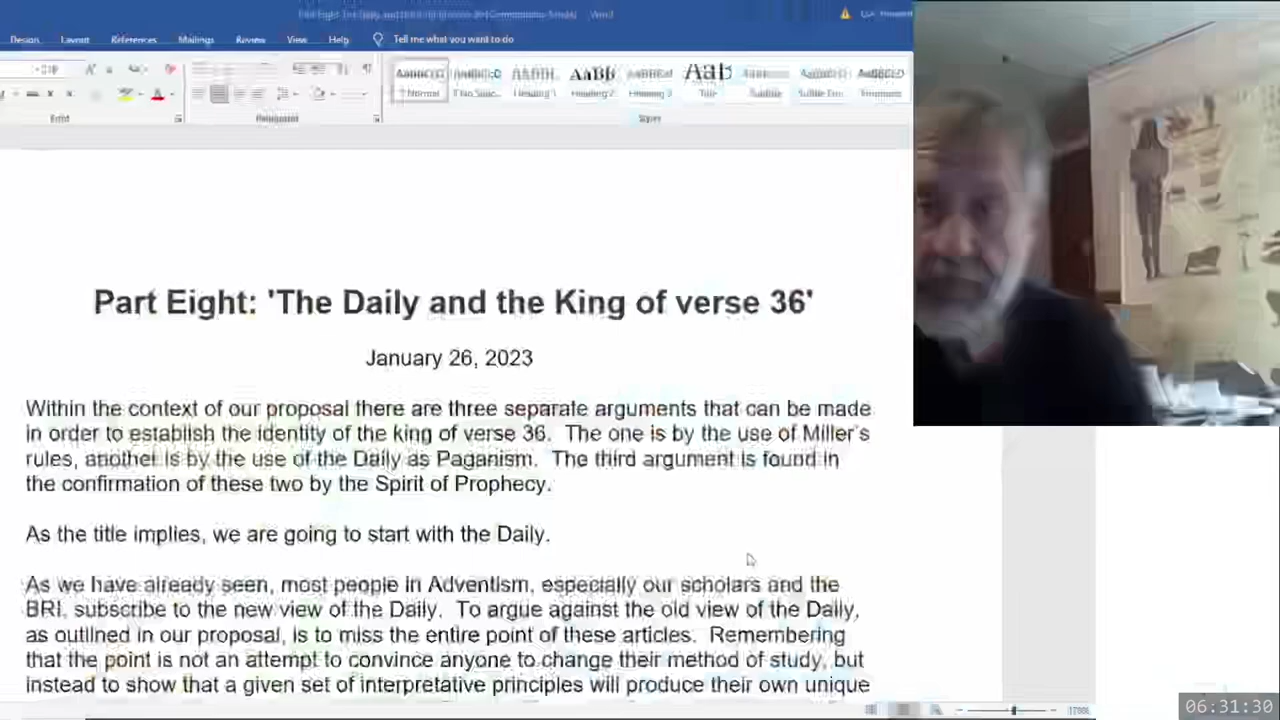 Design Layout References Mailings Review View Help Tell me what you want to do
Normal Heading 1 Heading 2 Heading 3 Title Subtitle
Font Paragraph Styles
Part Eight: 'The Daily and the King of verse 36'
January 26, 2023
Within the context of our proposal there are three separate arguments that can be made
in order to establish the identity of the king of verse 36. The one is by the use of Miller's
rules, another is by the use of the Daily as Paganism. The third argument is found in
the confirmation of these two by the Spirit of Prophecy.
As the title implies, we are going to start with the Daily.
As we have already seen, most people in Adventism, especially our scholars and the
BRI, subscribe to the new view of the Daily. To argue against the old view of the Daily,
as outlined in our proposal, is to miss the entire point of these articles. Remembering
that the point is not an attempt to convince anyone to change their method of study, but
instead to show that a given set of interpretative principles will produce their own unique
06:31:30